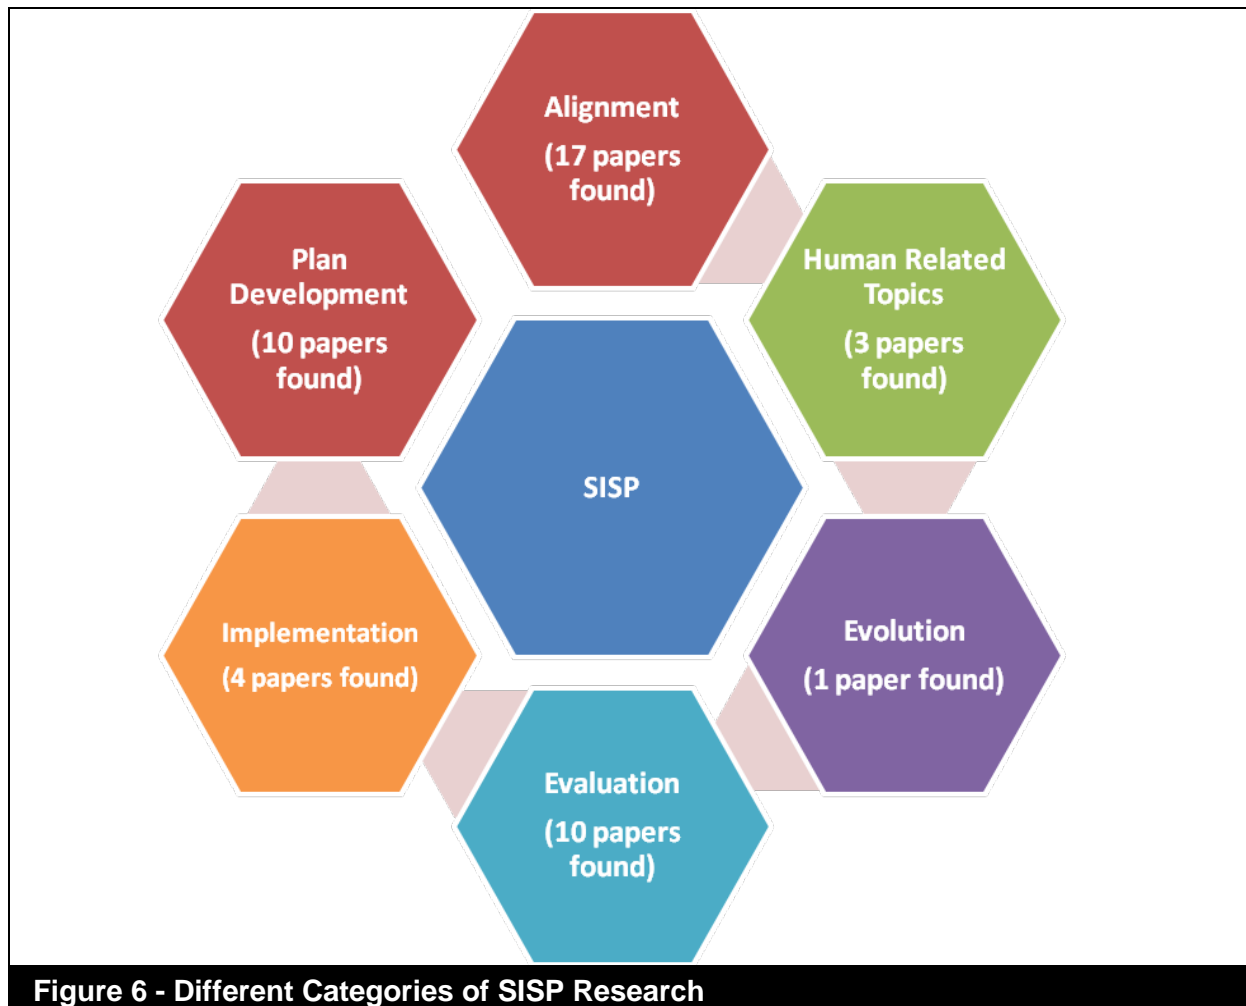 Alignment
(17 papers
found)
Human Related
Topics
(3 papers
found)
Plan
Development
(10 papers
found)
SISP
Evolution
(1 paper found)
Implementation
(4 papers found)
Evaluation
(10 papers
found)
Figure 6 - Different Categories of SISP Research